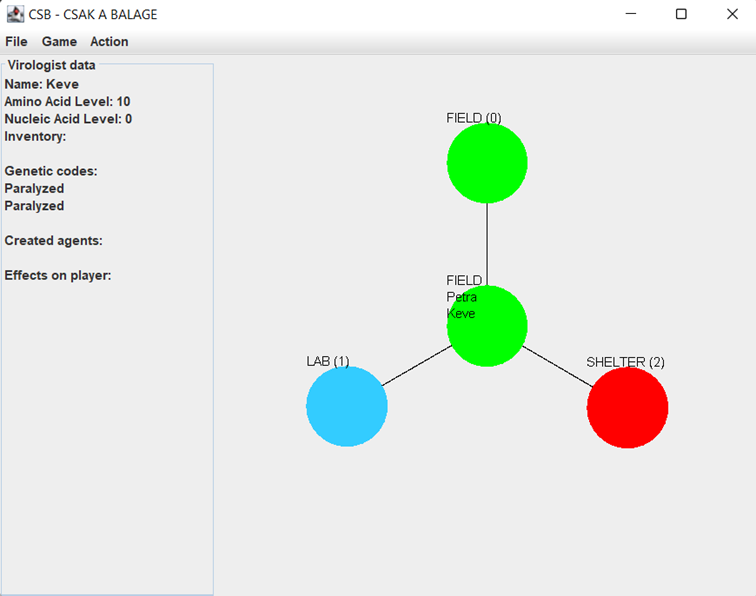 CSB - CSAK A BALAGE
File Game Action
Virologist data
Name: Keve
Amino Acid Level: 10
Nucleic Acid Level: 0
Inventory:
Genetic codes:
Paralyzed
Paralyzed
Created agents:
Effects on player:
FIELD (0)
FIELD
Petra
Keve
LAB (1)
SHELTER (2)